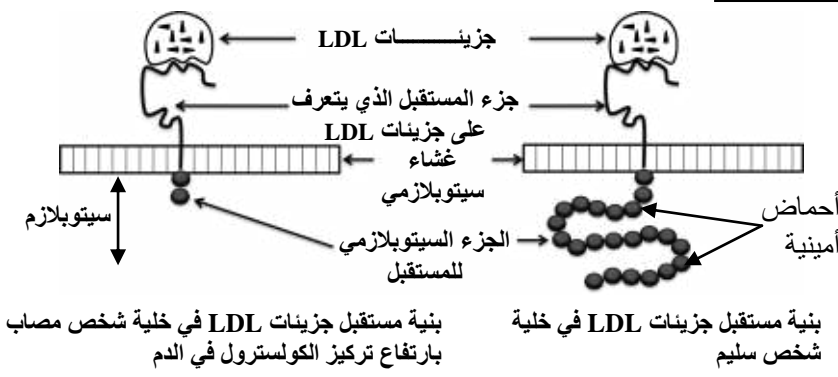 جزيئات LDL
جزء المستقبل الذي يتعرف
على جزيئات LDL
غشاء
سيتوبلازمي
سيتوبلازم
أحماض
أمينية
الجزء السيتوبلازمي
للمستقبل
بنية مستقبل جزيئات LDL في خلية
شخص سليم
بنية مستقبل جزيئات LDL في خلية شخص مصاب
بارتفاع تركيز الكولسترول في الدم